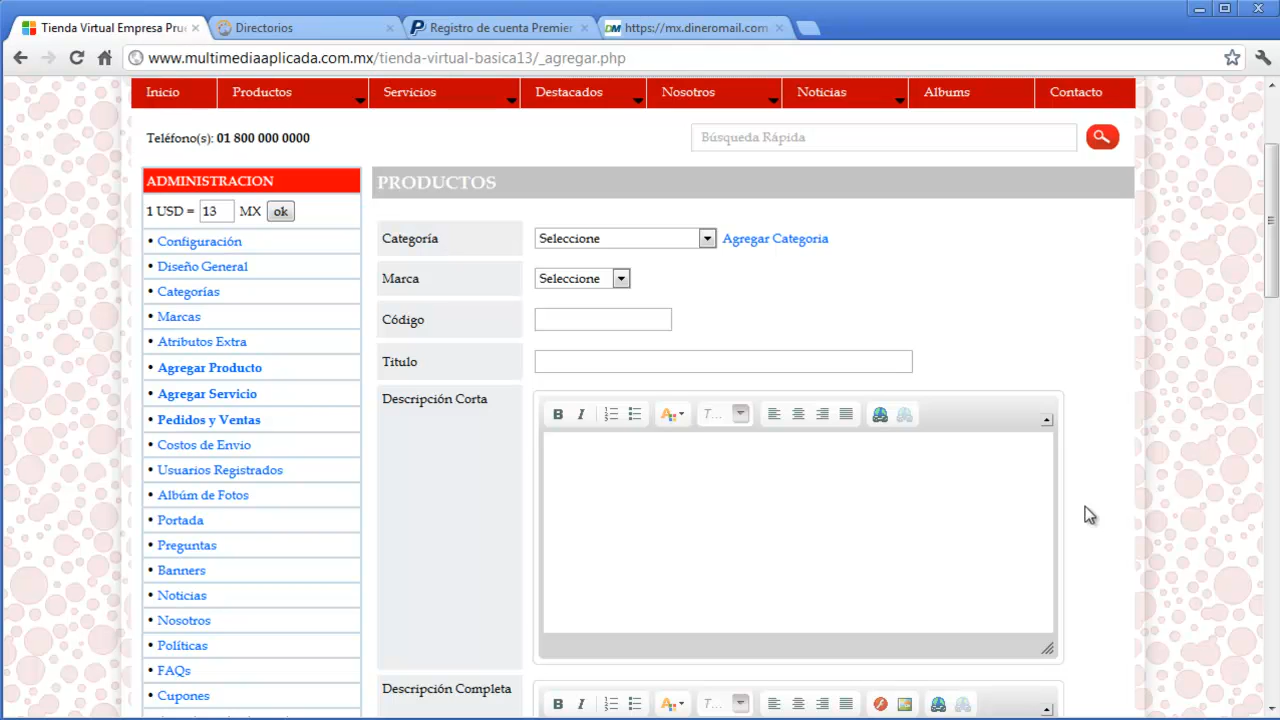 Tienda Virtual Empresa Pru
Directorios
Registro de cuenta Premier
https://mx.dineromail.com
www.multimediaaplicada.com.mx/tienda-virtual-basica13/_agregar.php
Inicio
Productos
Servicios
Destacados
Nosotros
Noticias
Albums
Contacto
Teléfono(s): 01 800 000 0000
Búsqueda Rápida
ADMINISTRACION
1 USD = 13 MX ok
• Configuración
• Diseño General
• Categorías
• Marcas
• Atributos Extra
• Agregar Producto
• Agregar Servicio
• Pedidos y Ventas
• Costos de Envio
• Usuarios Registrados
• Albúm de Fotos
• Portada
• Preguntas
• Banners
• Noticias
• Nosotros
• Políticas
• FAQs
• Cupones
PRODUCTOS
Categoría Seleccione Agregar Categoria
Marca Seleccione
Código
Titulo
Descripción Corta
B I T...
Descripción Completa
B I T...